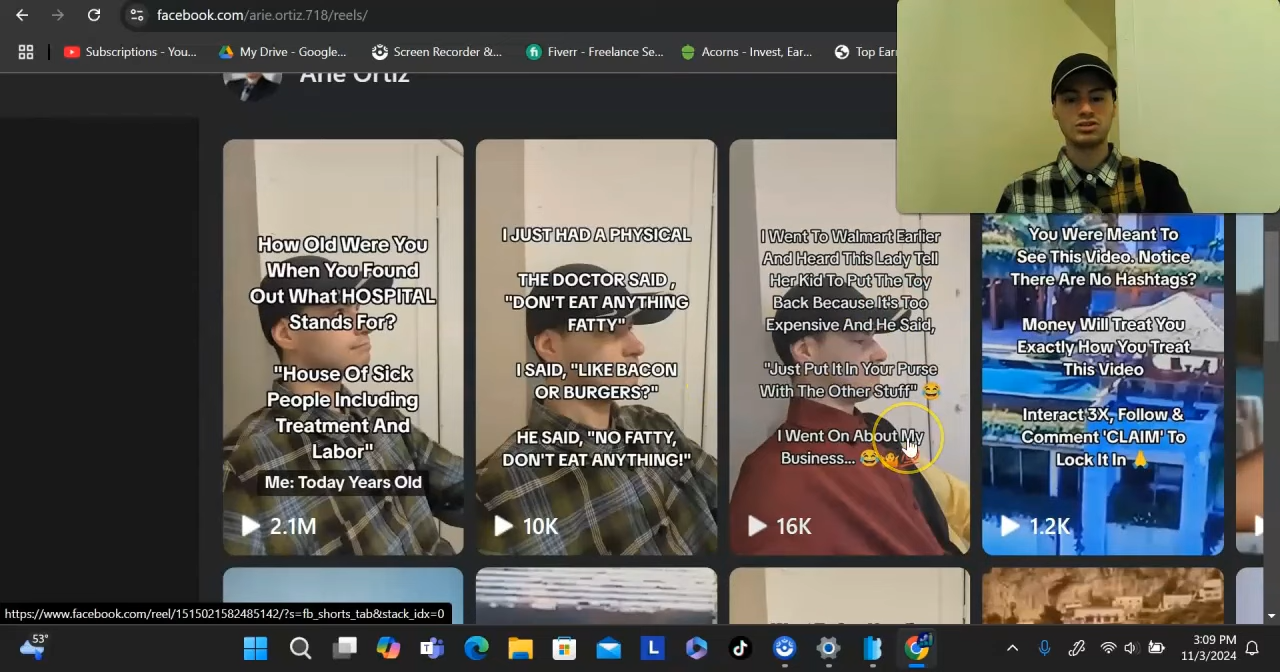 facebook.com/arie.ortiz.718/reels/
Subscriptions - You...
My Drive - Google...
Screen Recorder &...
Fiverr - Freelance Se...
Acorns - Invest, Ear...
Top Earn
Arie Ortiz
How Old Were You
When You Found
Out What HOSPITAL
Stands For?
"House Of Sick
People Including
Treatment And
Labor"
Me: Today Years Old
2.1M
I JUST HAD A PHYSICAL
THE DOCTOR SAID ,
"DON'T EAT ANYTHING
FATTY"
I SAID, "LIKE BACON
OR BURGERS?"
HE SAID, "NO FATTY,
DON'T EAT ANYTHING!"
10K
I Went To Walmart Earlier
And Heard This Lady Tell
Her Kid To Put The Toy
Back Because It's Too
Expensive And He Said,
"Just Put It In Your Purse
With The Other Stuff" 😂
I Went On About My
Business... 😂
16K
You Were Meant To
See This Video. Notice
There Are No Hashtags?
Money Will Treat You
Exactly How You Treat
This Video
Interact 3X, Follow &
Comment 'CLAIM' To
Lock It In 🙏
1.2K
https://www.facebook.com/reel/1515021582485142/?s=fb_shorts_tab&stack_idx=0
53°
3:09 PM
11/3/2024